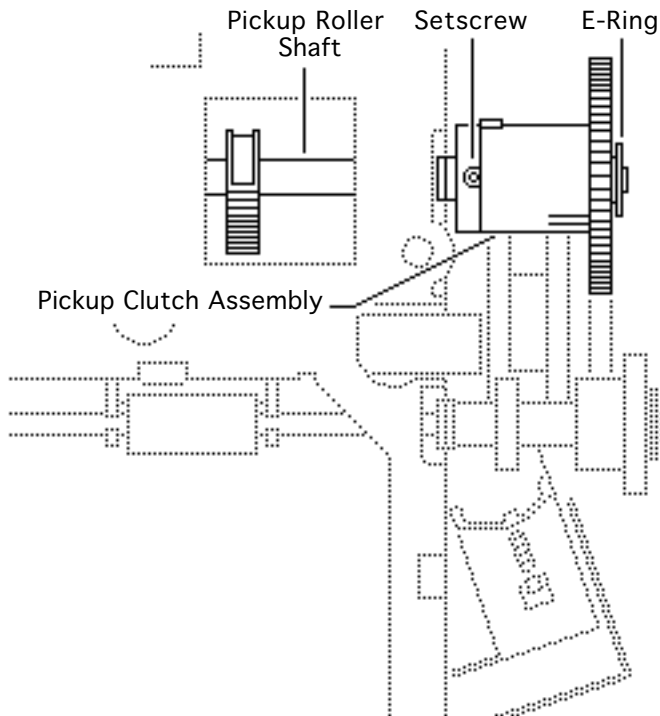 Pickup Roller
Shaft
Setscrew
E-Ring
Pickup Clutch Assembly